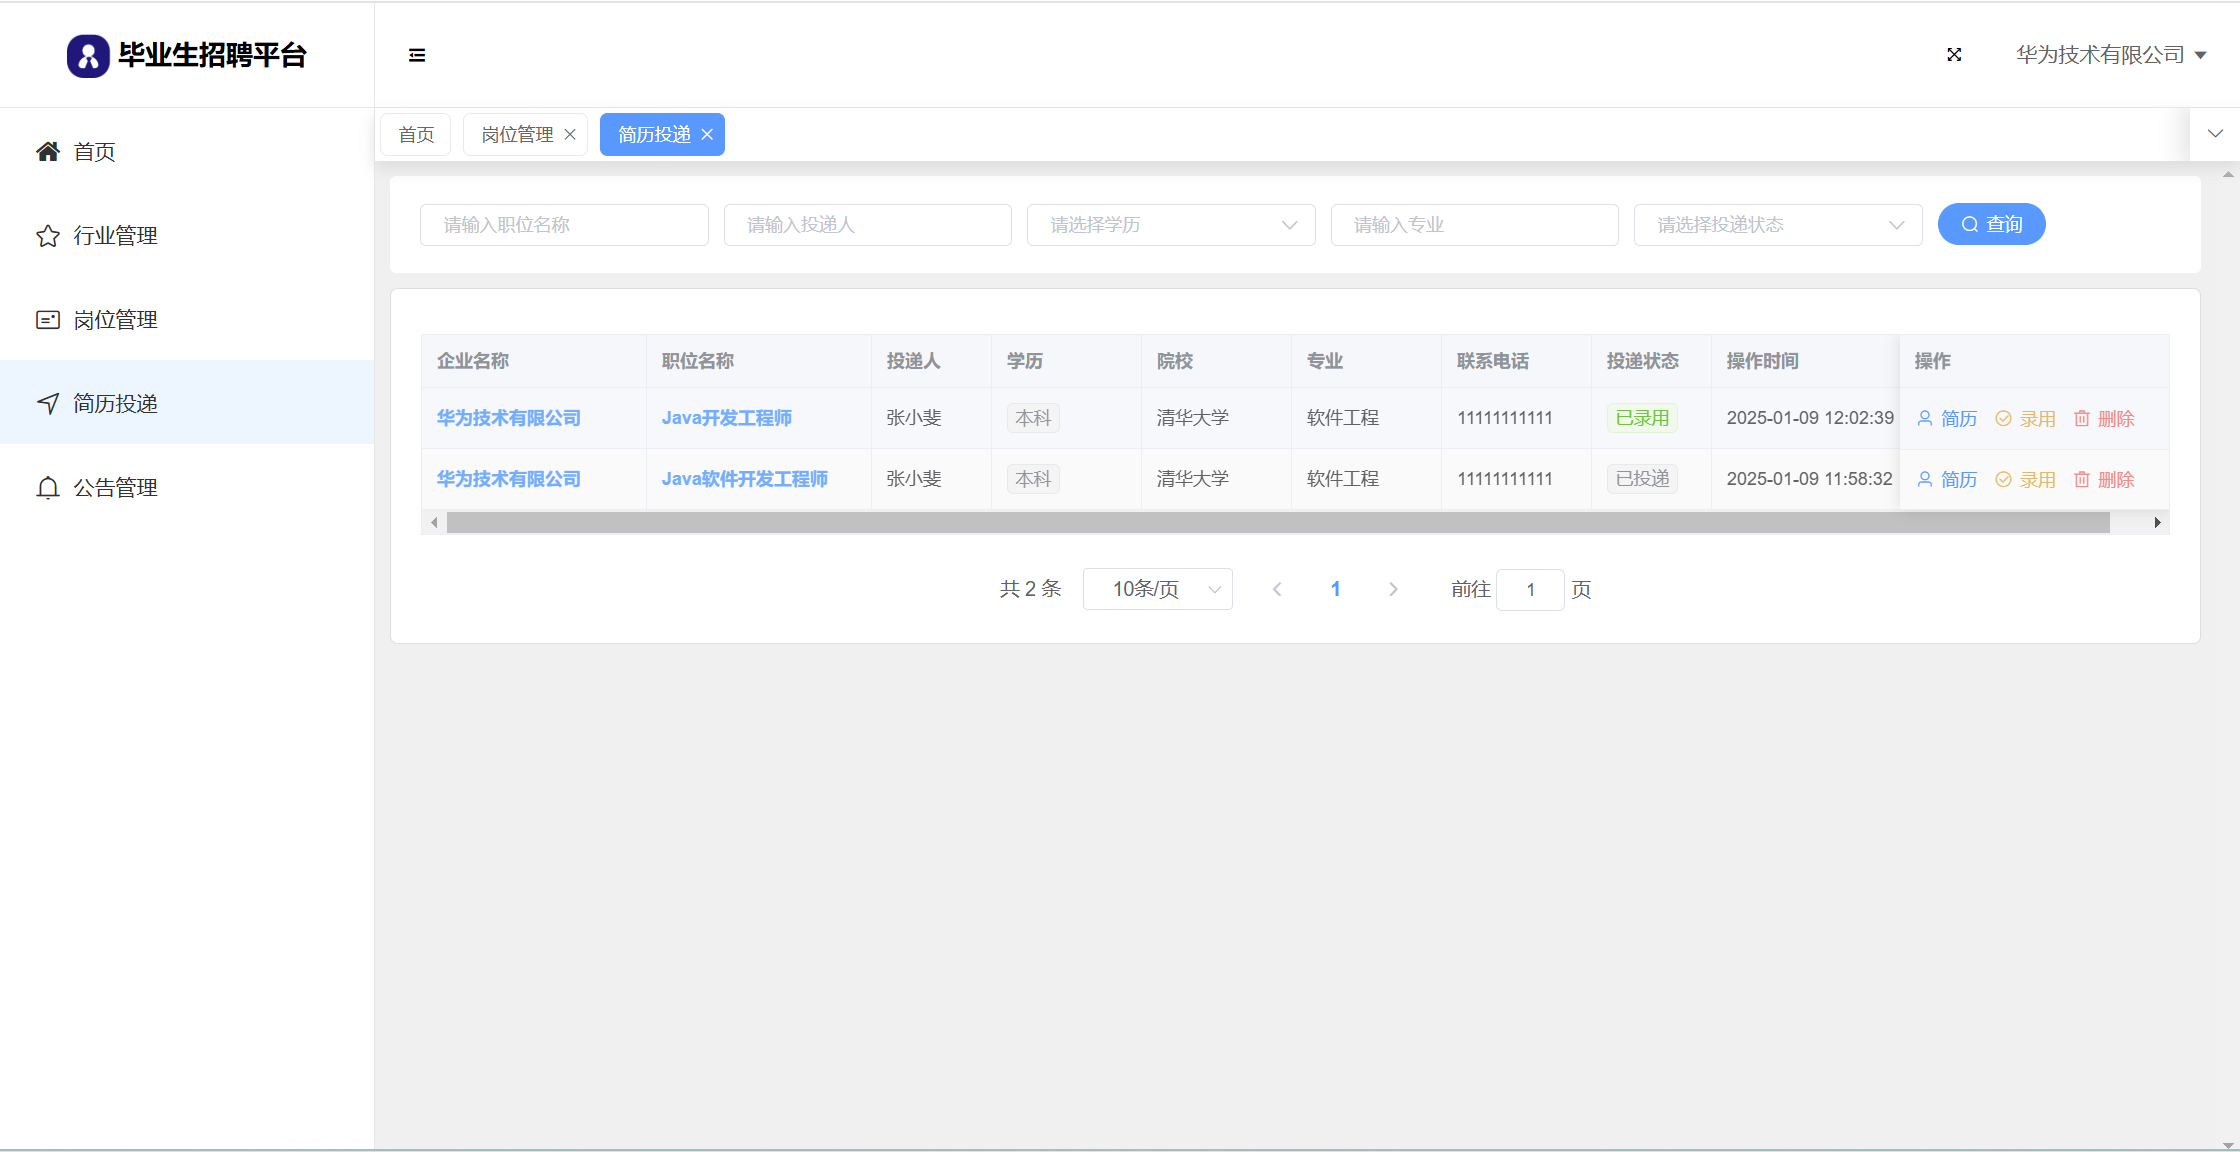 毕业生招聘平台
华为技术有限公司
首页
行业管理
岗位管理
简历投递
公告管理
首页 岗位管理 简历投递
请输入职位名称 请输入投递人 请选择学历 请输入专业 请选择投递状态 查询
企业名称 职位名称 投递人 学历 院校 专业 联系电话 投递状态 操作时间 操作
华为技术有限公司 Java开发工程师 张小斐 本科 清华大学 软件工程 11111111111 已录用 2025-01-09 12:02:39 简历 录用 删除
华为技术有限公司 Java软件开发工程师 张小斐 本科 清华大学 软件工程 11111111111 已投递 2025-01-09 11:58:32 简历 录用 删除
共 2 条 10条/页 1 前往 1 页